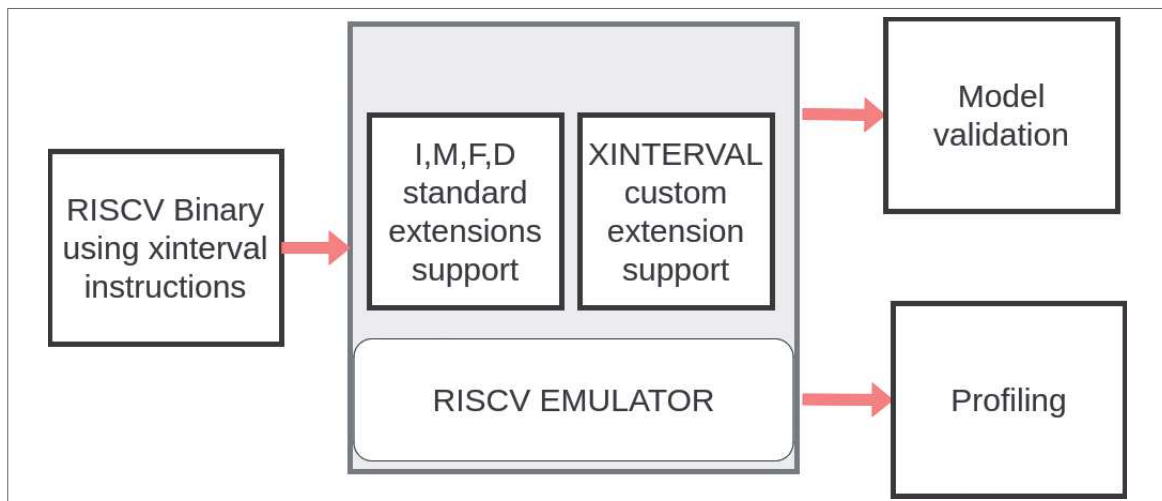 RISCV Binary
using xinterval
instructions
I,M,F,D
standard
extensions
support
XINTERVAL
custom
extension
support
RISCV EMULATOR
Model
validation
Profiling